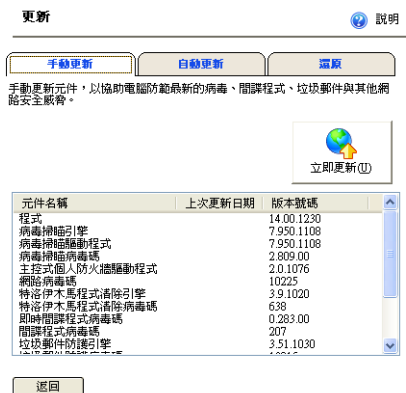 更新
說明
手動更新 自動更新 還原
手動更新元件，以協助電腦防範最新的病毒、間諜程式、垃圾郵件與其他網
路安全威脅。
立即更新(U)
元件名稱 上次更新日期 版本號碼
程式 14.00.1230
病毒掃瞄引擎 7.950.1108
病毒掃瞄驅動程式 7.950.1108
病毒掃瞄病毒碼 2.809.00
主控式個人防火牆驅動程式 2.0.1076
網路病毒碼 10225
特洛伊木馬程式清除引擎 3.9.1020
特洛伊木馬程式清除病毒碼 638
即時間諜程式病毒碼 0.283.00
間諜程式病毒碼 207
垃圾郵件防護引擎 3.51.1030
返回